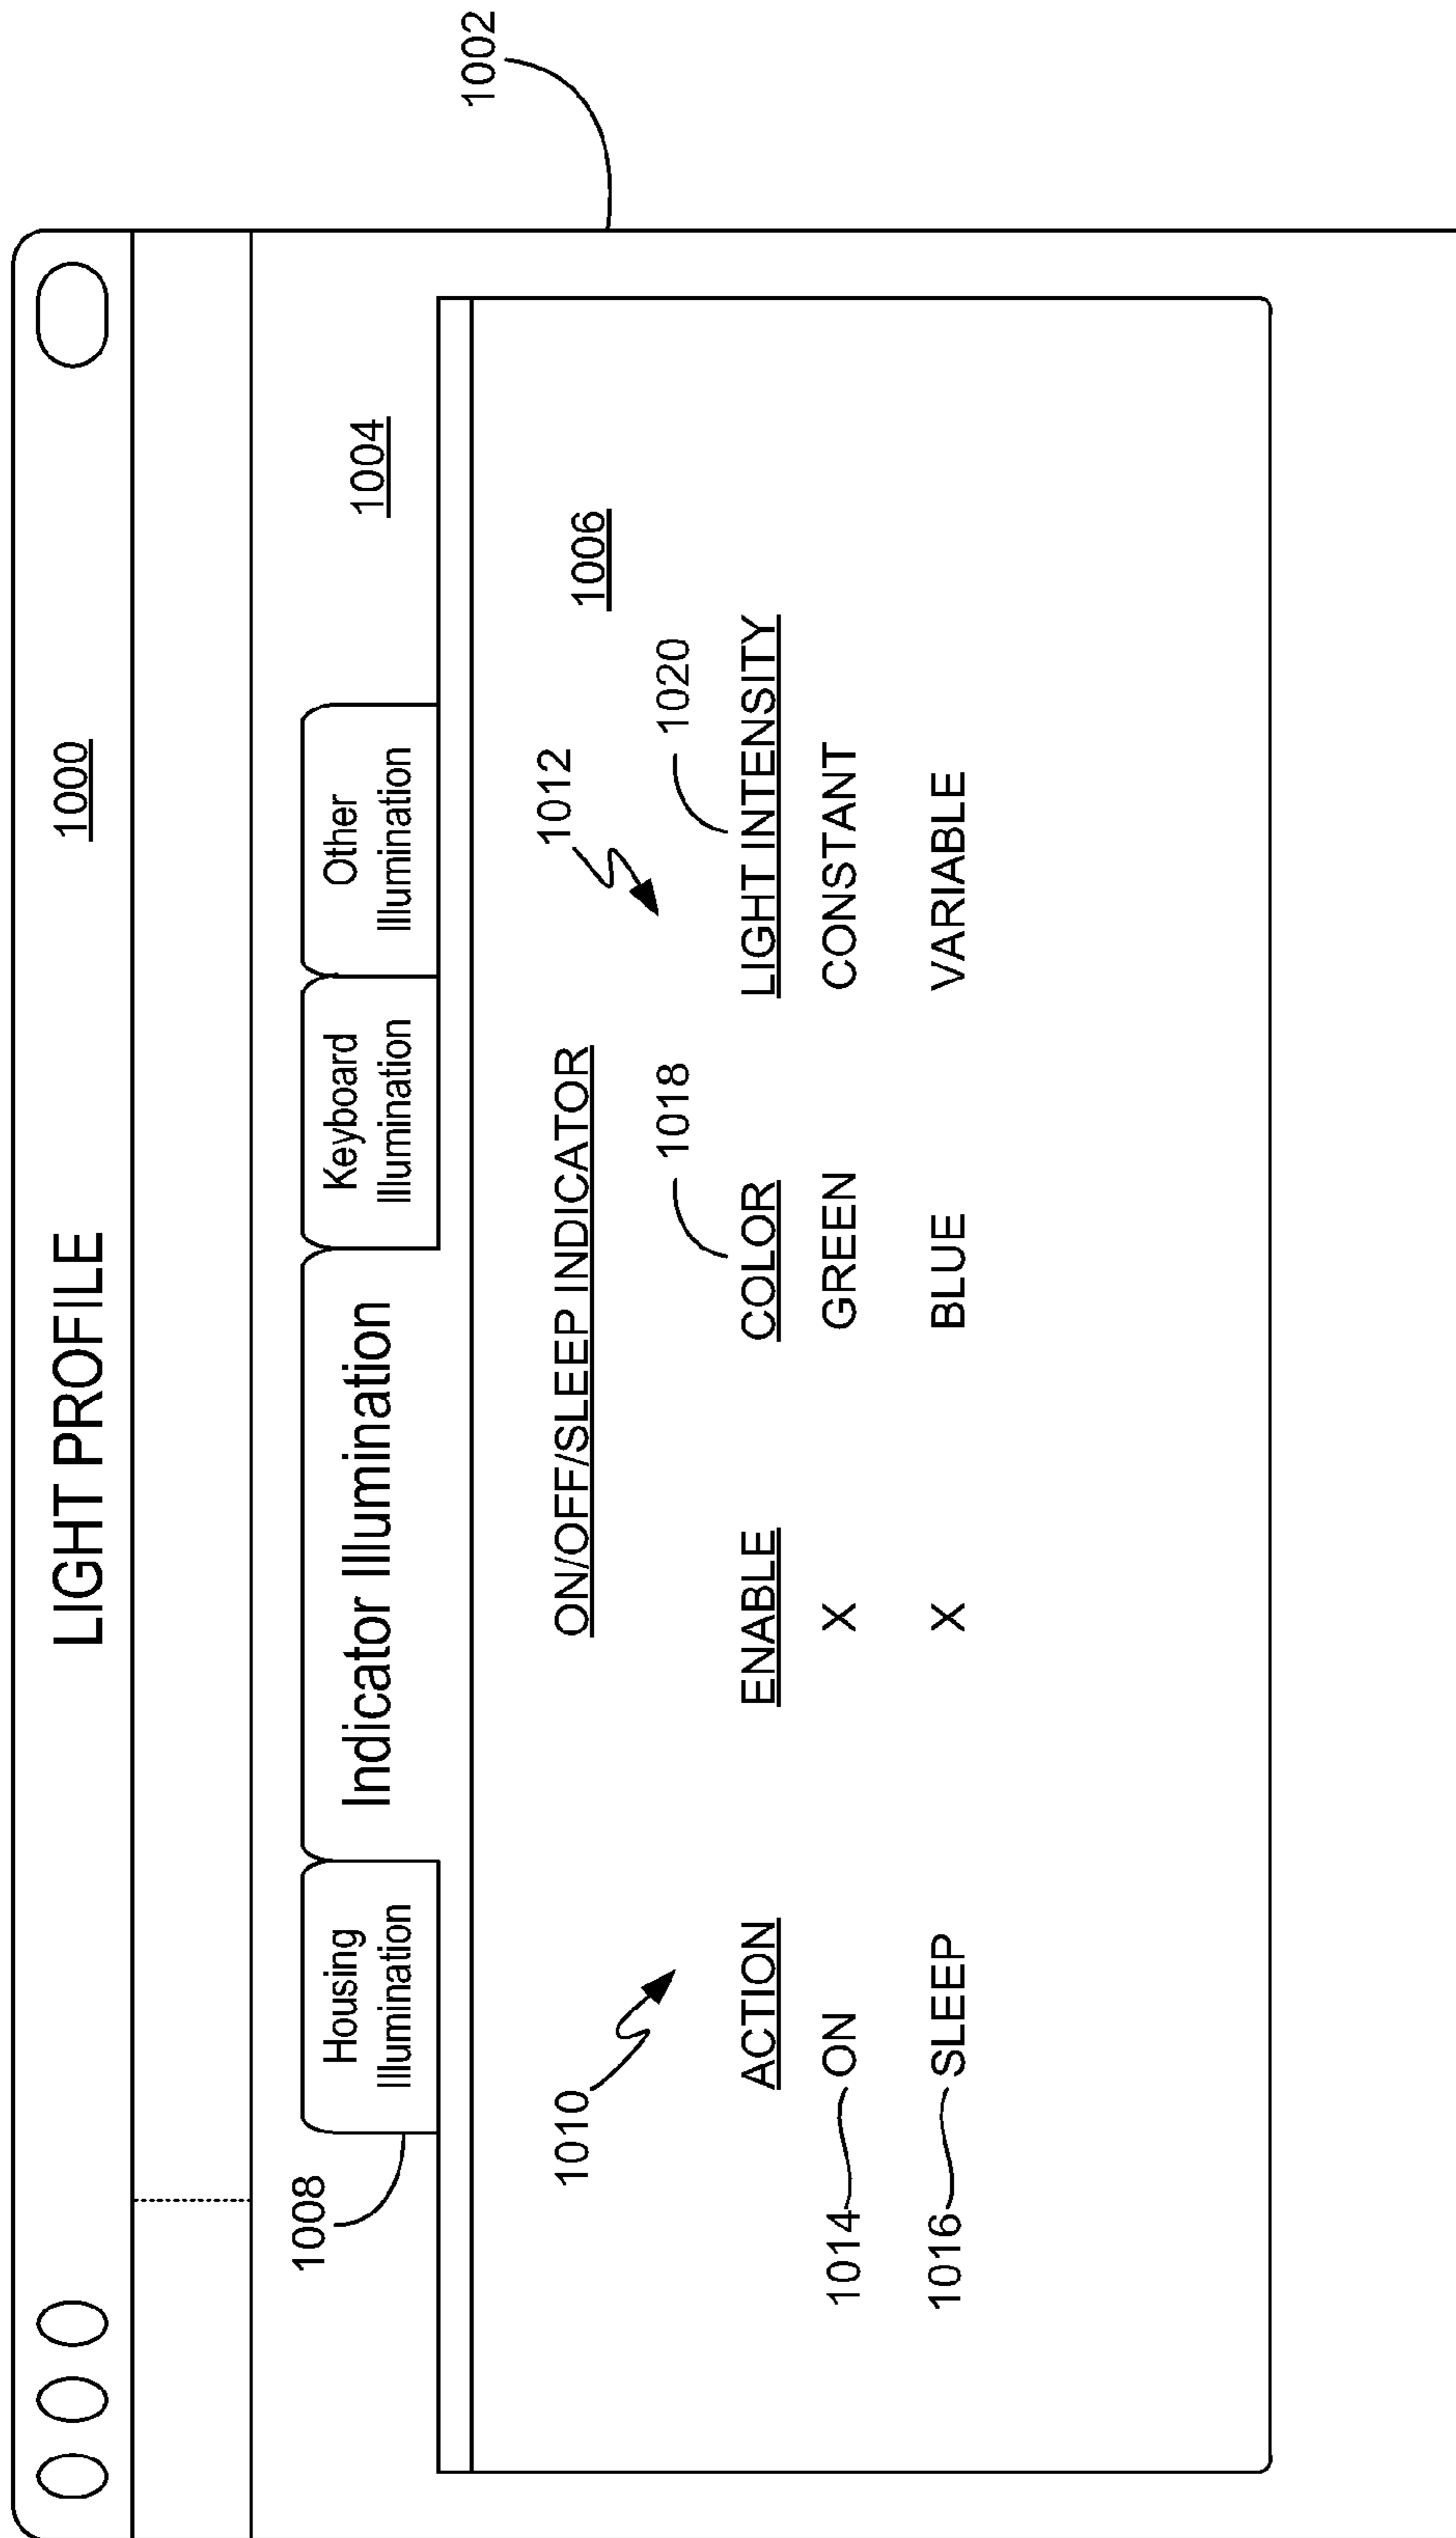 LIGHT PROFILE 1000
1002
1004
1008
Housing
Illumination
Indicator Illumination
Keyboard
Illumination
Other
Illumination
1006
1010
ON/OFF/SLEEP INDICATOR
1012
1018
1020
ACTION ENABLE COLOR LIGHT INTENSITY
1014 ON X GREEN CONSTANT
1016 SLEEP X BLUE VARIABLE